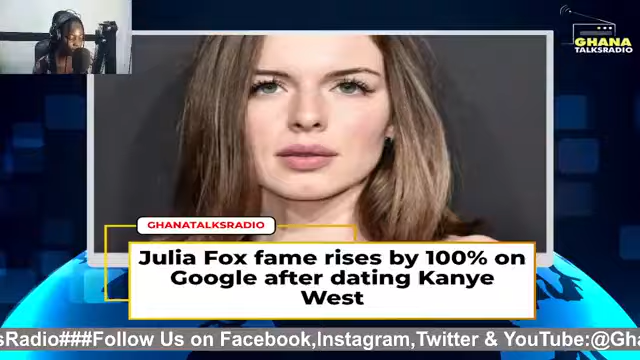 GHANA
TALKSRADIO
GHANATALKSRADIO
Julia Fox fame rises by 100% on
Google after dating Kanye
West
sRadio###Follow Us on Facebook,Instagram,Twitter & YouTube:@Gha